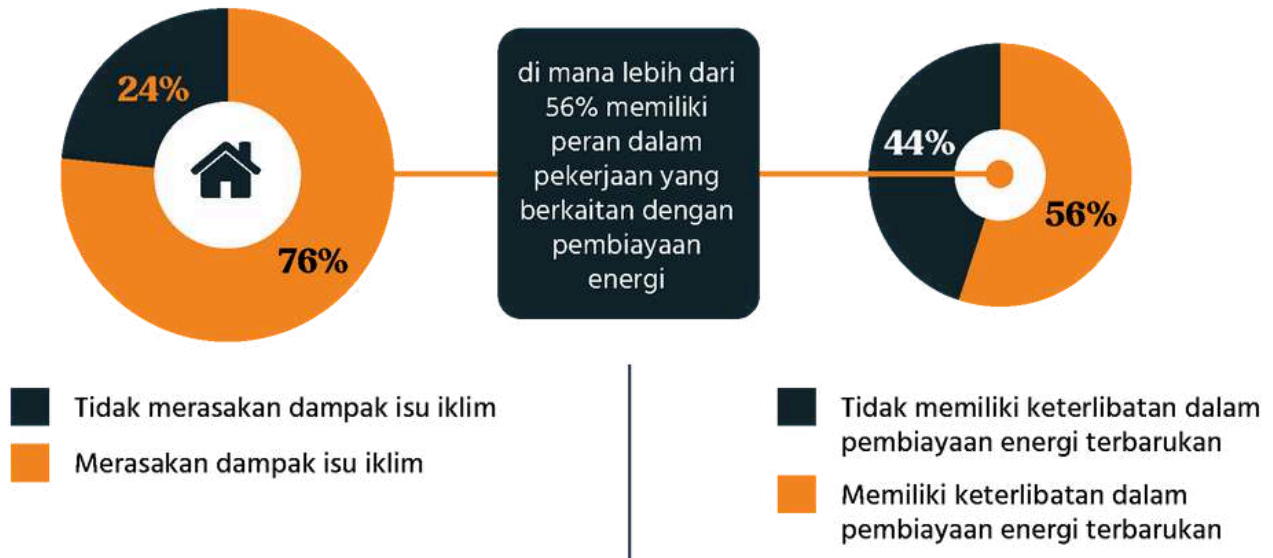 24%
76%
di mana lebih dari
56% memiliki
peran dalam
pekerjaan yang
berkaitan dengan
pembiayaan
energi
44%
56%
Tidak merasakan dampak isu iklim
Merasakan dampak isu iklim
Tidak memiliki keterlibatan dalam
pembiayaan energi terbarukan
Memiliki keterlibatan dalam
pembiayaan energi terbarukan